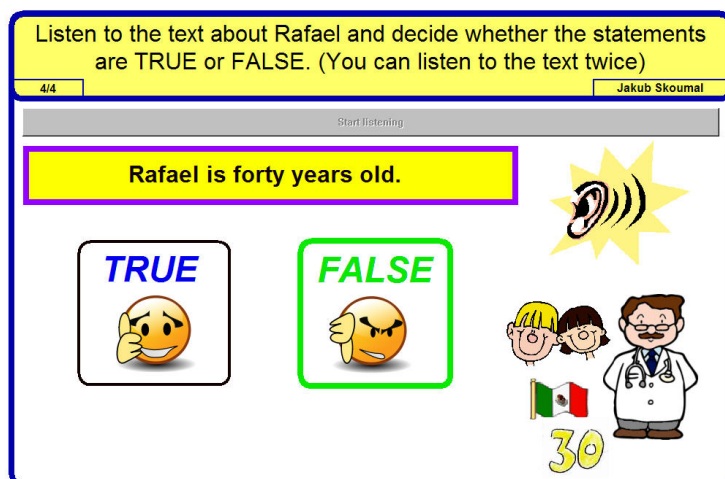 Listen to the text about Rafael and decide whether the statements
are TRUE or FALSE. (You can listen to the text twice)
4/4
Jakub Skoumal
Start listening
Rafael is forty years old.
TRUE
FALSE
30